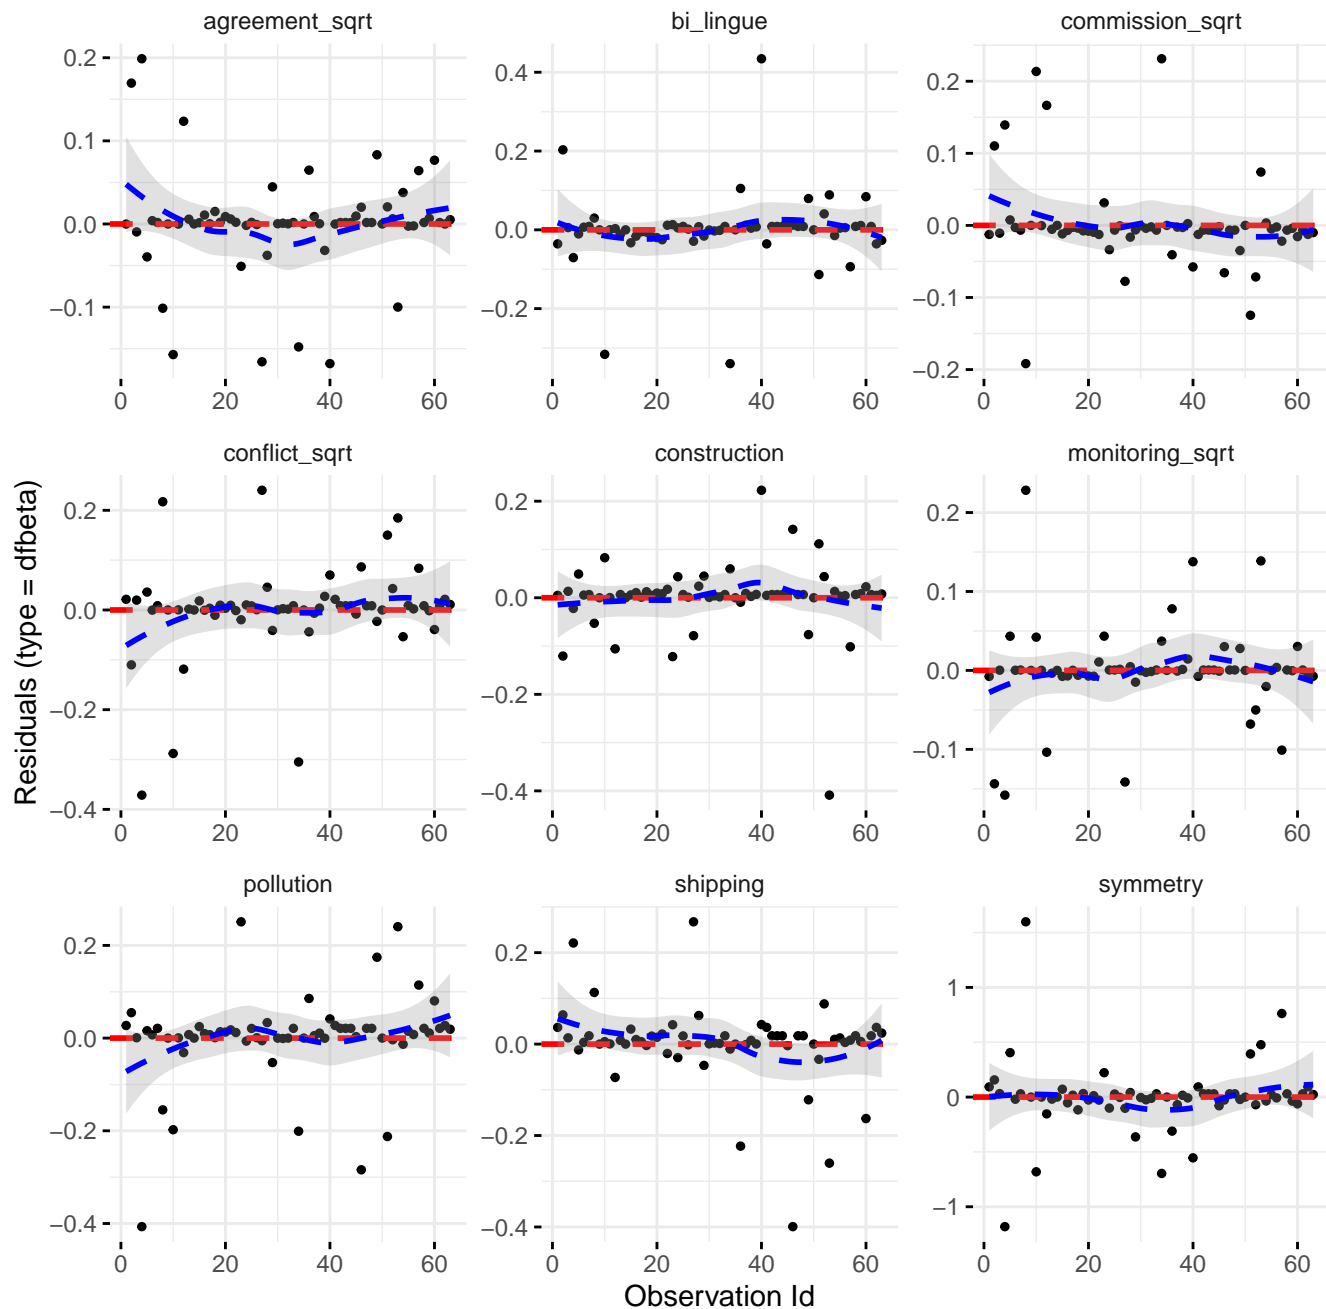 agreement_sqrt bi_lingue commission_sqrt
0.2 0.4 0.2
0.1 0.2 0.1
0.0 0.0 0.0
−0.1 −0.2 −0.1
−0.2
0 20 40 60 0 20 40 60 0 20 40 60
conflict_sqrt construction monitoring_sqrt
0.2 0.2 0.2
0.0 0.0 0.1
−0.2 −0.2 0.0
−0.4 −0.4 −0.1
0 20 40 60 0 20 40 60 0 20 40 60
pollution shipping symmetry
0.2 0.2 1
0.0 0.0 0
−0.2 −0.2 −1
−0.4 −0.4
0 20 40 60 0 20 40 60 0 20 40 60
Residuals (type = dfbeta)
Observation Id